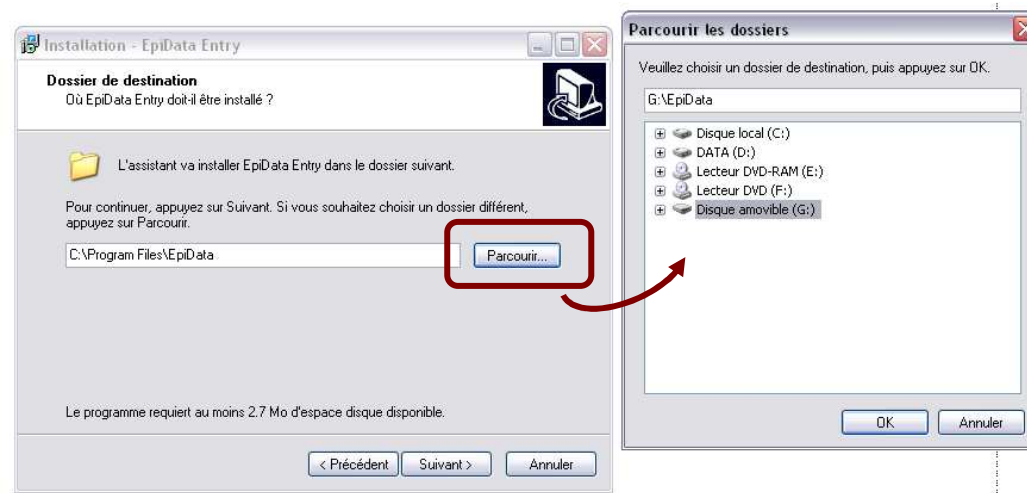 Installation - EpiData Entry
Dossier de destination
Où EpiData Entry doit-il être installé ?
L'assistant va installer EpiData Entry dans le dossier suivant.
Pour continuer, appuyez sur Suivant. Si vous souhaitez choisir un dossier différent,
appuyez sur Parcourir.
C:\Program Files\EpiData
Parcourir...
Le programme requiert au moins 2.7 Mo d'espace disque disponible.
< Précédent
Suivant >
Annuler
Parcourir les dossiers
Veuillez choisir un dossier de destination, puis appuyez sur OK.
G:\EpiData
Disque local (C:)
DATA (D:)
Lecteur DVD-RAM (E:)
Lecteur DVD (F:)
Disque amovible (G:)
OK
Annuler